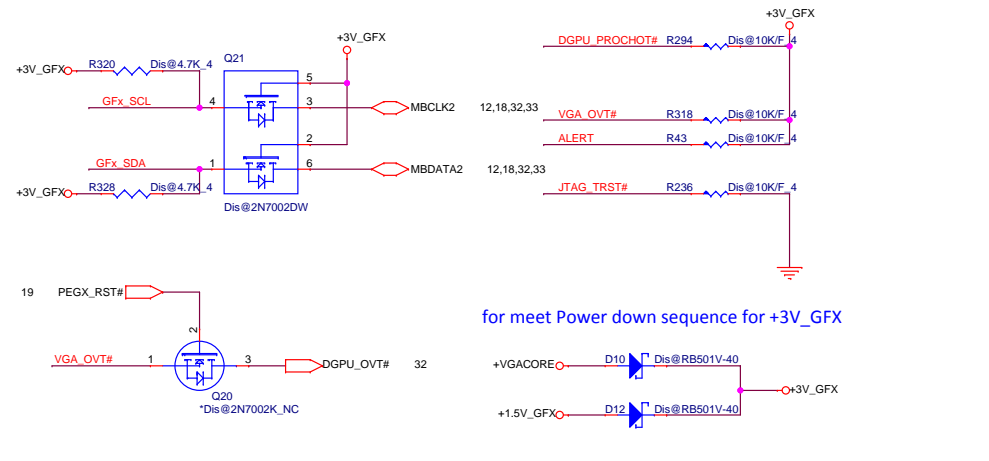 +3V_GFX
+3V_GFX
Q21
+3V_GFX R320 Dis@4.7K_4
5
GFx_SCL 4 3 MBCLK2 12,18,32,33
2
GFx_SDA 1 6 MBDATA2 12,18,32,33
+3V_GFX R328 Dis@4.7K_4
Dis@2N7002DW
DGPU_PROCHOT# R294 Dis@10K/F_4
VGA_OVT# R318 Dis@10K/F_4
ALERT R43 Dis@10K/F_4
JTAG_TRST# R236 Dis@10K/F_4
19 PEGX_RST#
2
VGA_OVT# 1 3 DGPU_OVT# 32
Q20
*Dis@2N7002K_NC
for meet Power down sequence for +3V_GFX
+VGACORE D10 Dis@RB501V-40
+3V_GFX
+1.5V_GFX D12 Dis@RB501V-40